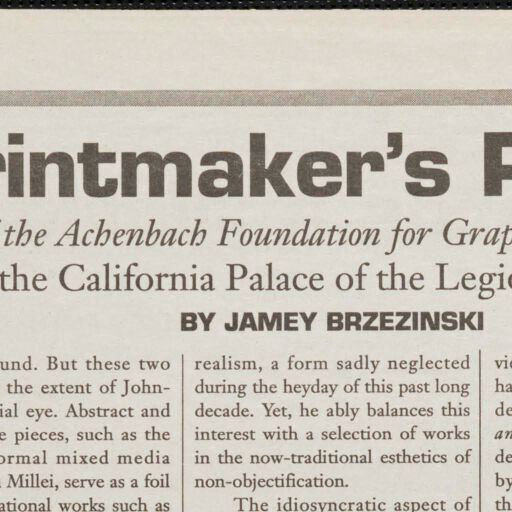 rintmaker's P
the Achenbach Foundation for Grap
the California Palace of the Legi
BY JAMEY BRZEZINSKI
und. But these two
the extent of John-
ial eye. Abstract and
e pieces, such as the
ormal mixed media
Millei, serve as a foil
ational works such as
realism, a form sadly neglected
during the heyday of this past long
decade. Yet, he ably balances this
interest with a selection of works
in the now-traditional esthetics of
non-objectification.
The idiosyncratic aspect of
vi
ha
de
an
de
by
th